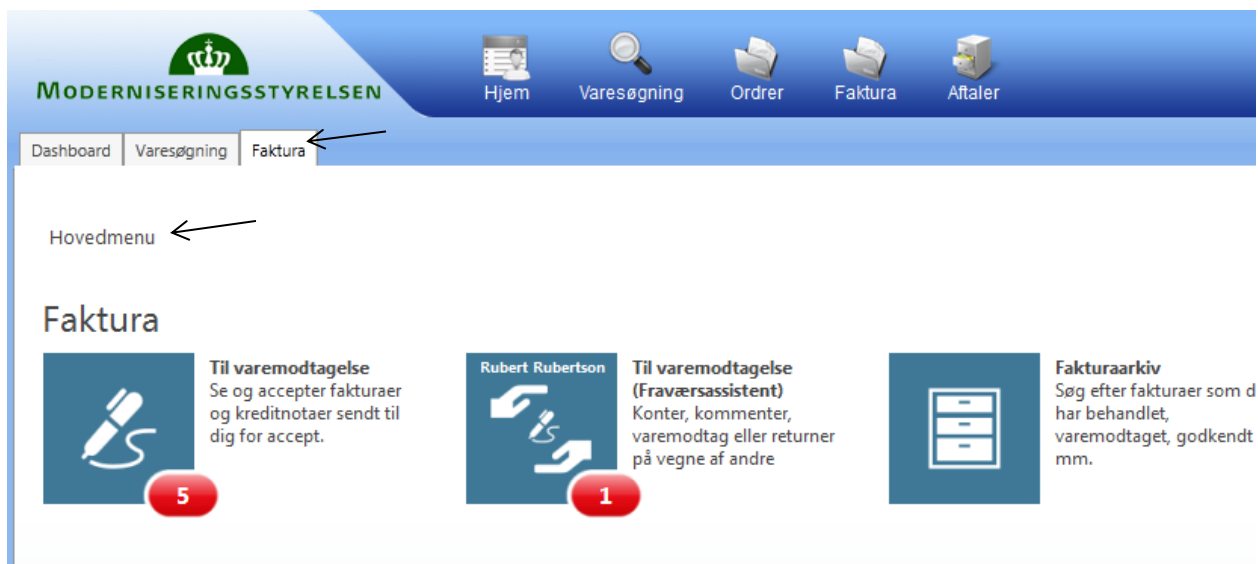 MODERNISERINGSSTYRELSEN
Hjem
Varesøgning
Ordrer
Faktura
Aftaler
Dashboard
Varesøgning
Faktura
Hovedmenu
Faktura
Til varemodtagelse
Se og accepter fakturaer
og kreditnotaer sendt til
dig for accept.
5
Rubert Rubertson
Til varemodtagelse
(Fraværsassistent)
Konter, kommenter,
varemodtag eller returner
på vegne af andre
1
Fakturaarkiv
Søg efter fakturaer som d
har behandlet,
varemodtaget, godkendt
mm.